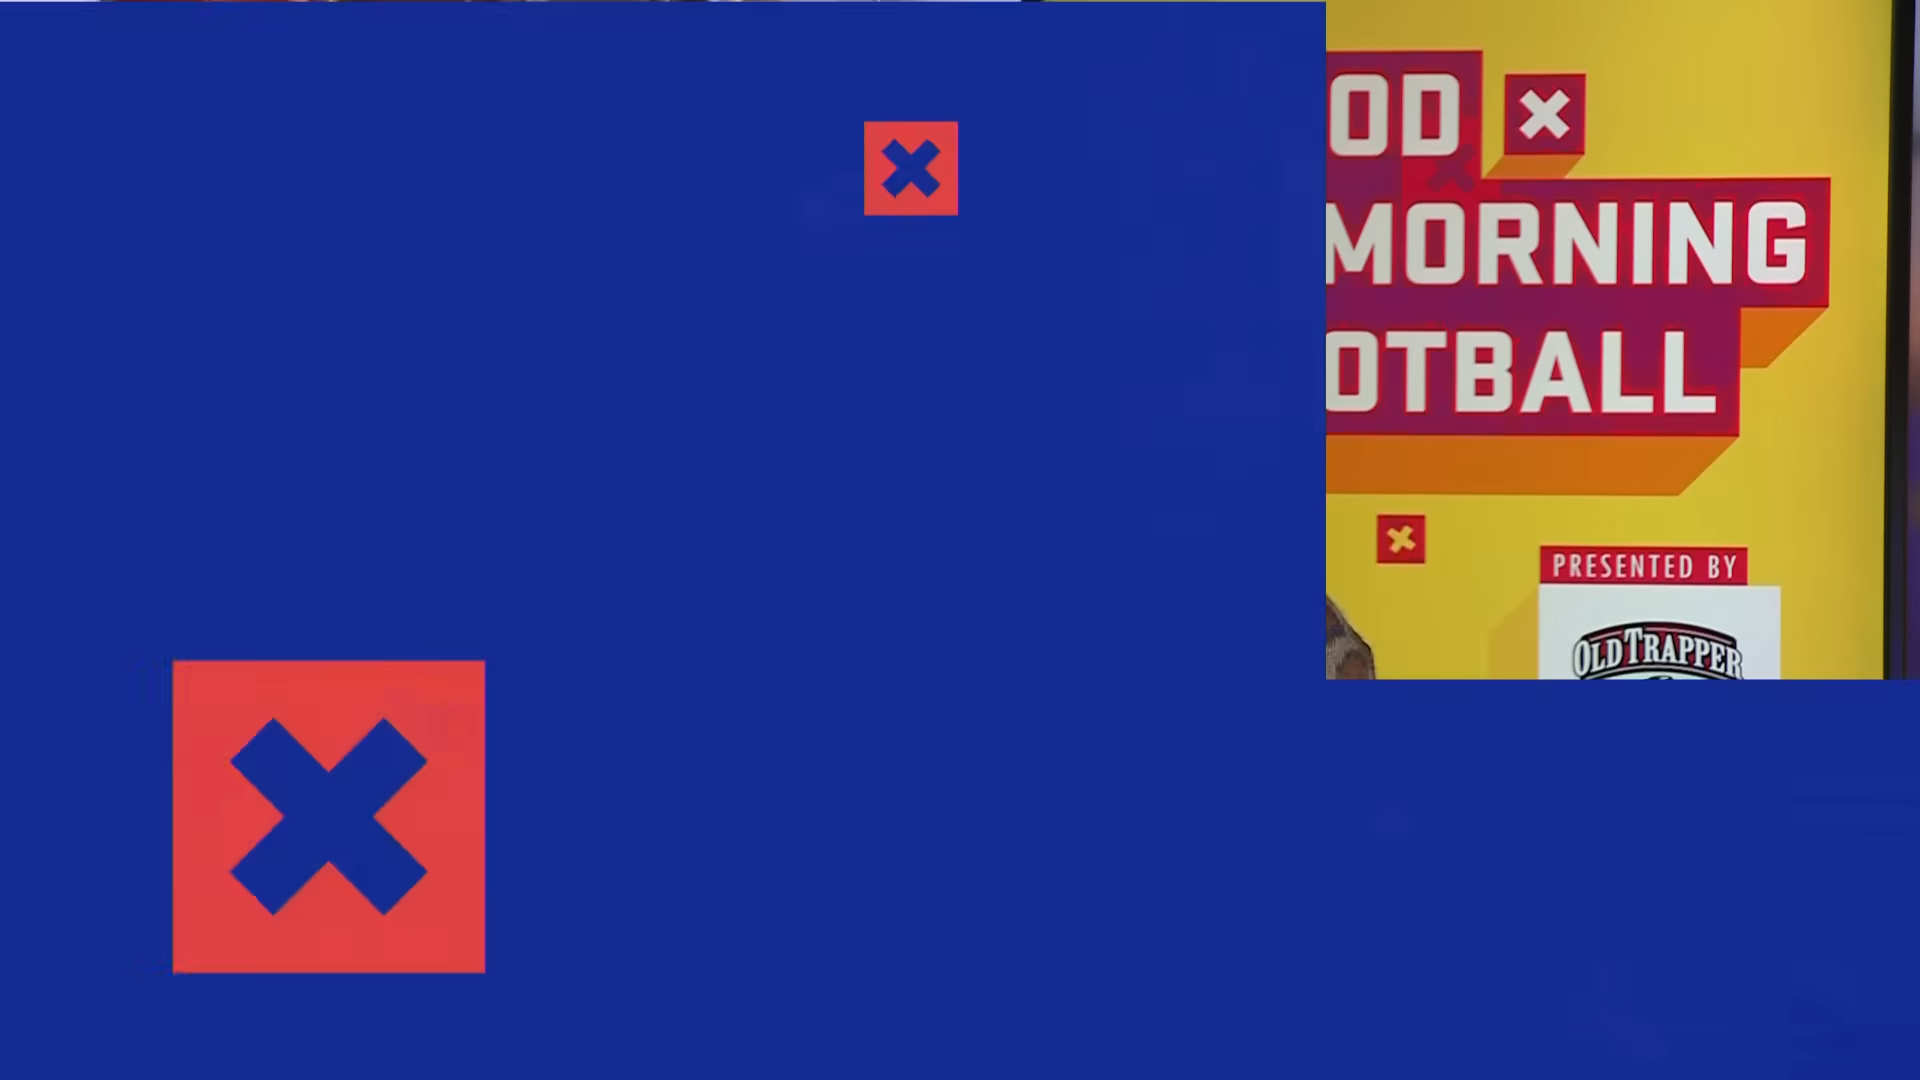 OD
MORNING
OTBALL
PRESENTED BY
OLD TRAPPER